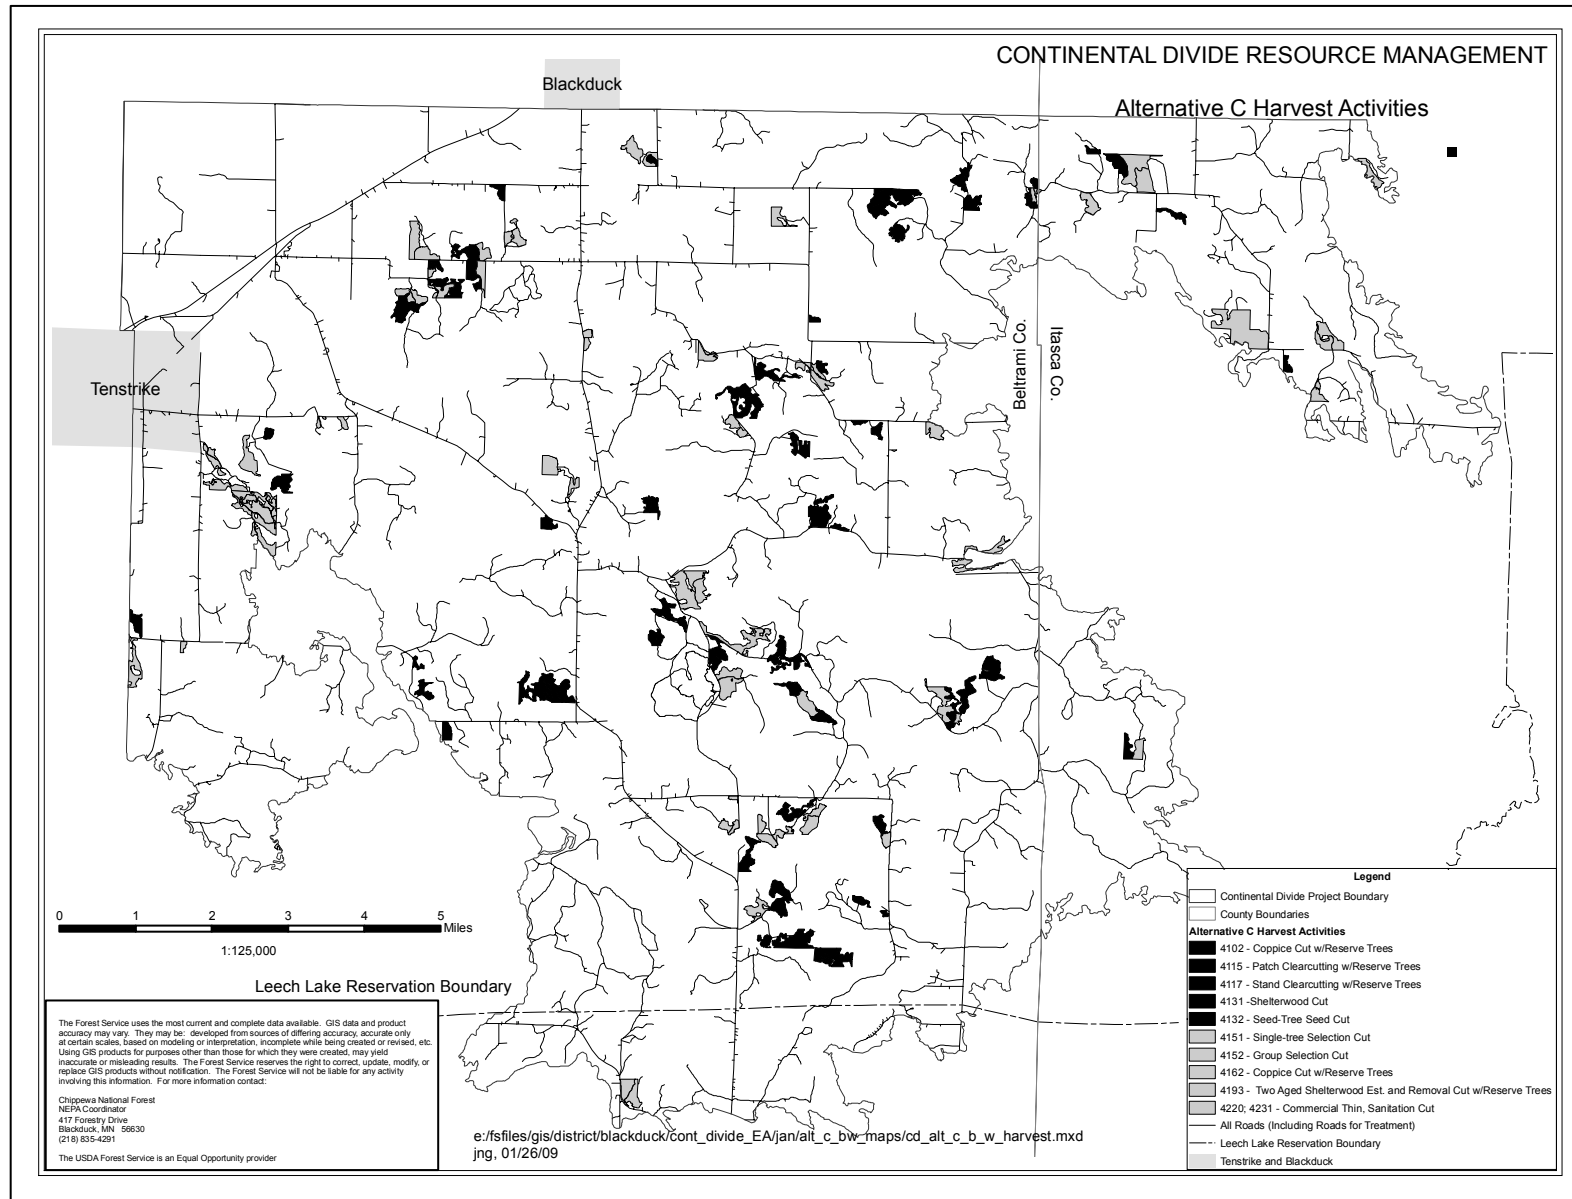 CONTINENTAL DIVIDE RESOURCE MANAGEMENT
Alternative C Harvest Activities
Blackduck
Tenstrike
Beltrami Co.
Itasca Co.
0 1 2 3 4 5
Miles
1:125,000
Leech Lake Reservation Boundary
The Forest Service uses the most current and complete data available. GIS data and product
accuracy may vary. They may be: developed from sources of differing accuracy, accurate only
at certain scales, based on modeling or interpretation, incomplete while being created or revised, etc.
Using GIS products for purposes other than those for which they were created, may yield
inaccurate or misleading results. The Forest Service reserves the right to correct, update, modify, or
replace GIS products without notification. The Forest Service will not be liable for any activity
involving this information. For more information contact:
Chippewa National Forest
NEPA Coordinator
417 Forestry Drive
Blackduck, MN 56630
(218) 835-4291
The USDA Forest Service is an Equal Opportunity provider
e:/fsfiles/gis/district/blackduck/cont_divide_EA/jan/alt_c_bw_maps/cd_alt_c_b_w_harvest.mxd
jng, 01/26/09
Legend
Continental Divide Project Boundary
County Boundaries
Alternative C Harvest Activities
4102 - Coppice Cut w/Reserve Trees
4115 - Patch Clearcutting w/Reserve Trees
4117 - Stand Clearcutting w/Reserve Trees
4131 -Shelterwood Cut
4132 - Seed-Tree Seed Cut
4151 - Single-tree Selection Cut
4152 - Group Selection Cut
4162 - Coppice Cut w/Reserve Trees
4193 - Two Aged Shelterwood Est. and Removal Cut w/Reserve Trees
4220; 4231 - Commercial Thin, Sanitation Cut
All Roads (Including Roads for Treatment)
Leech Lake Reservation Boundary
Tenstrike and Blackduck